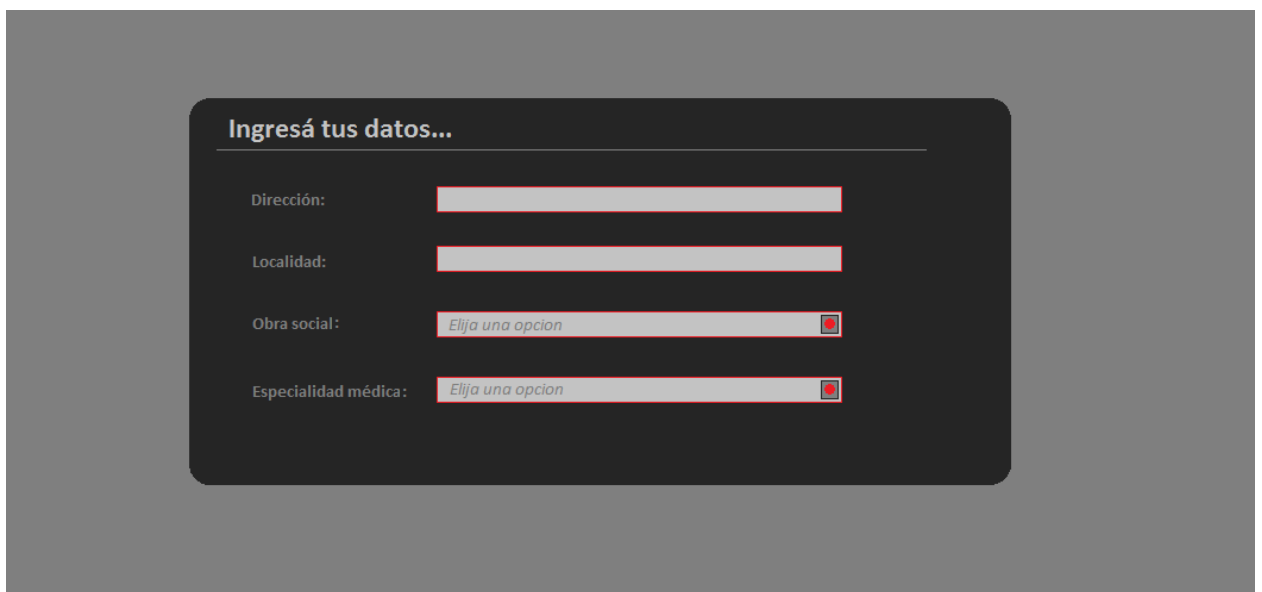 Ingresá tus datos...
Dirección:
Localidad:
Obra social: Elija una opcion
Especialidad médica: Elija una opcion